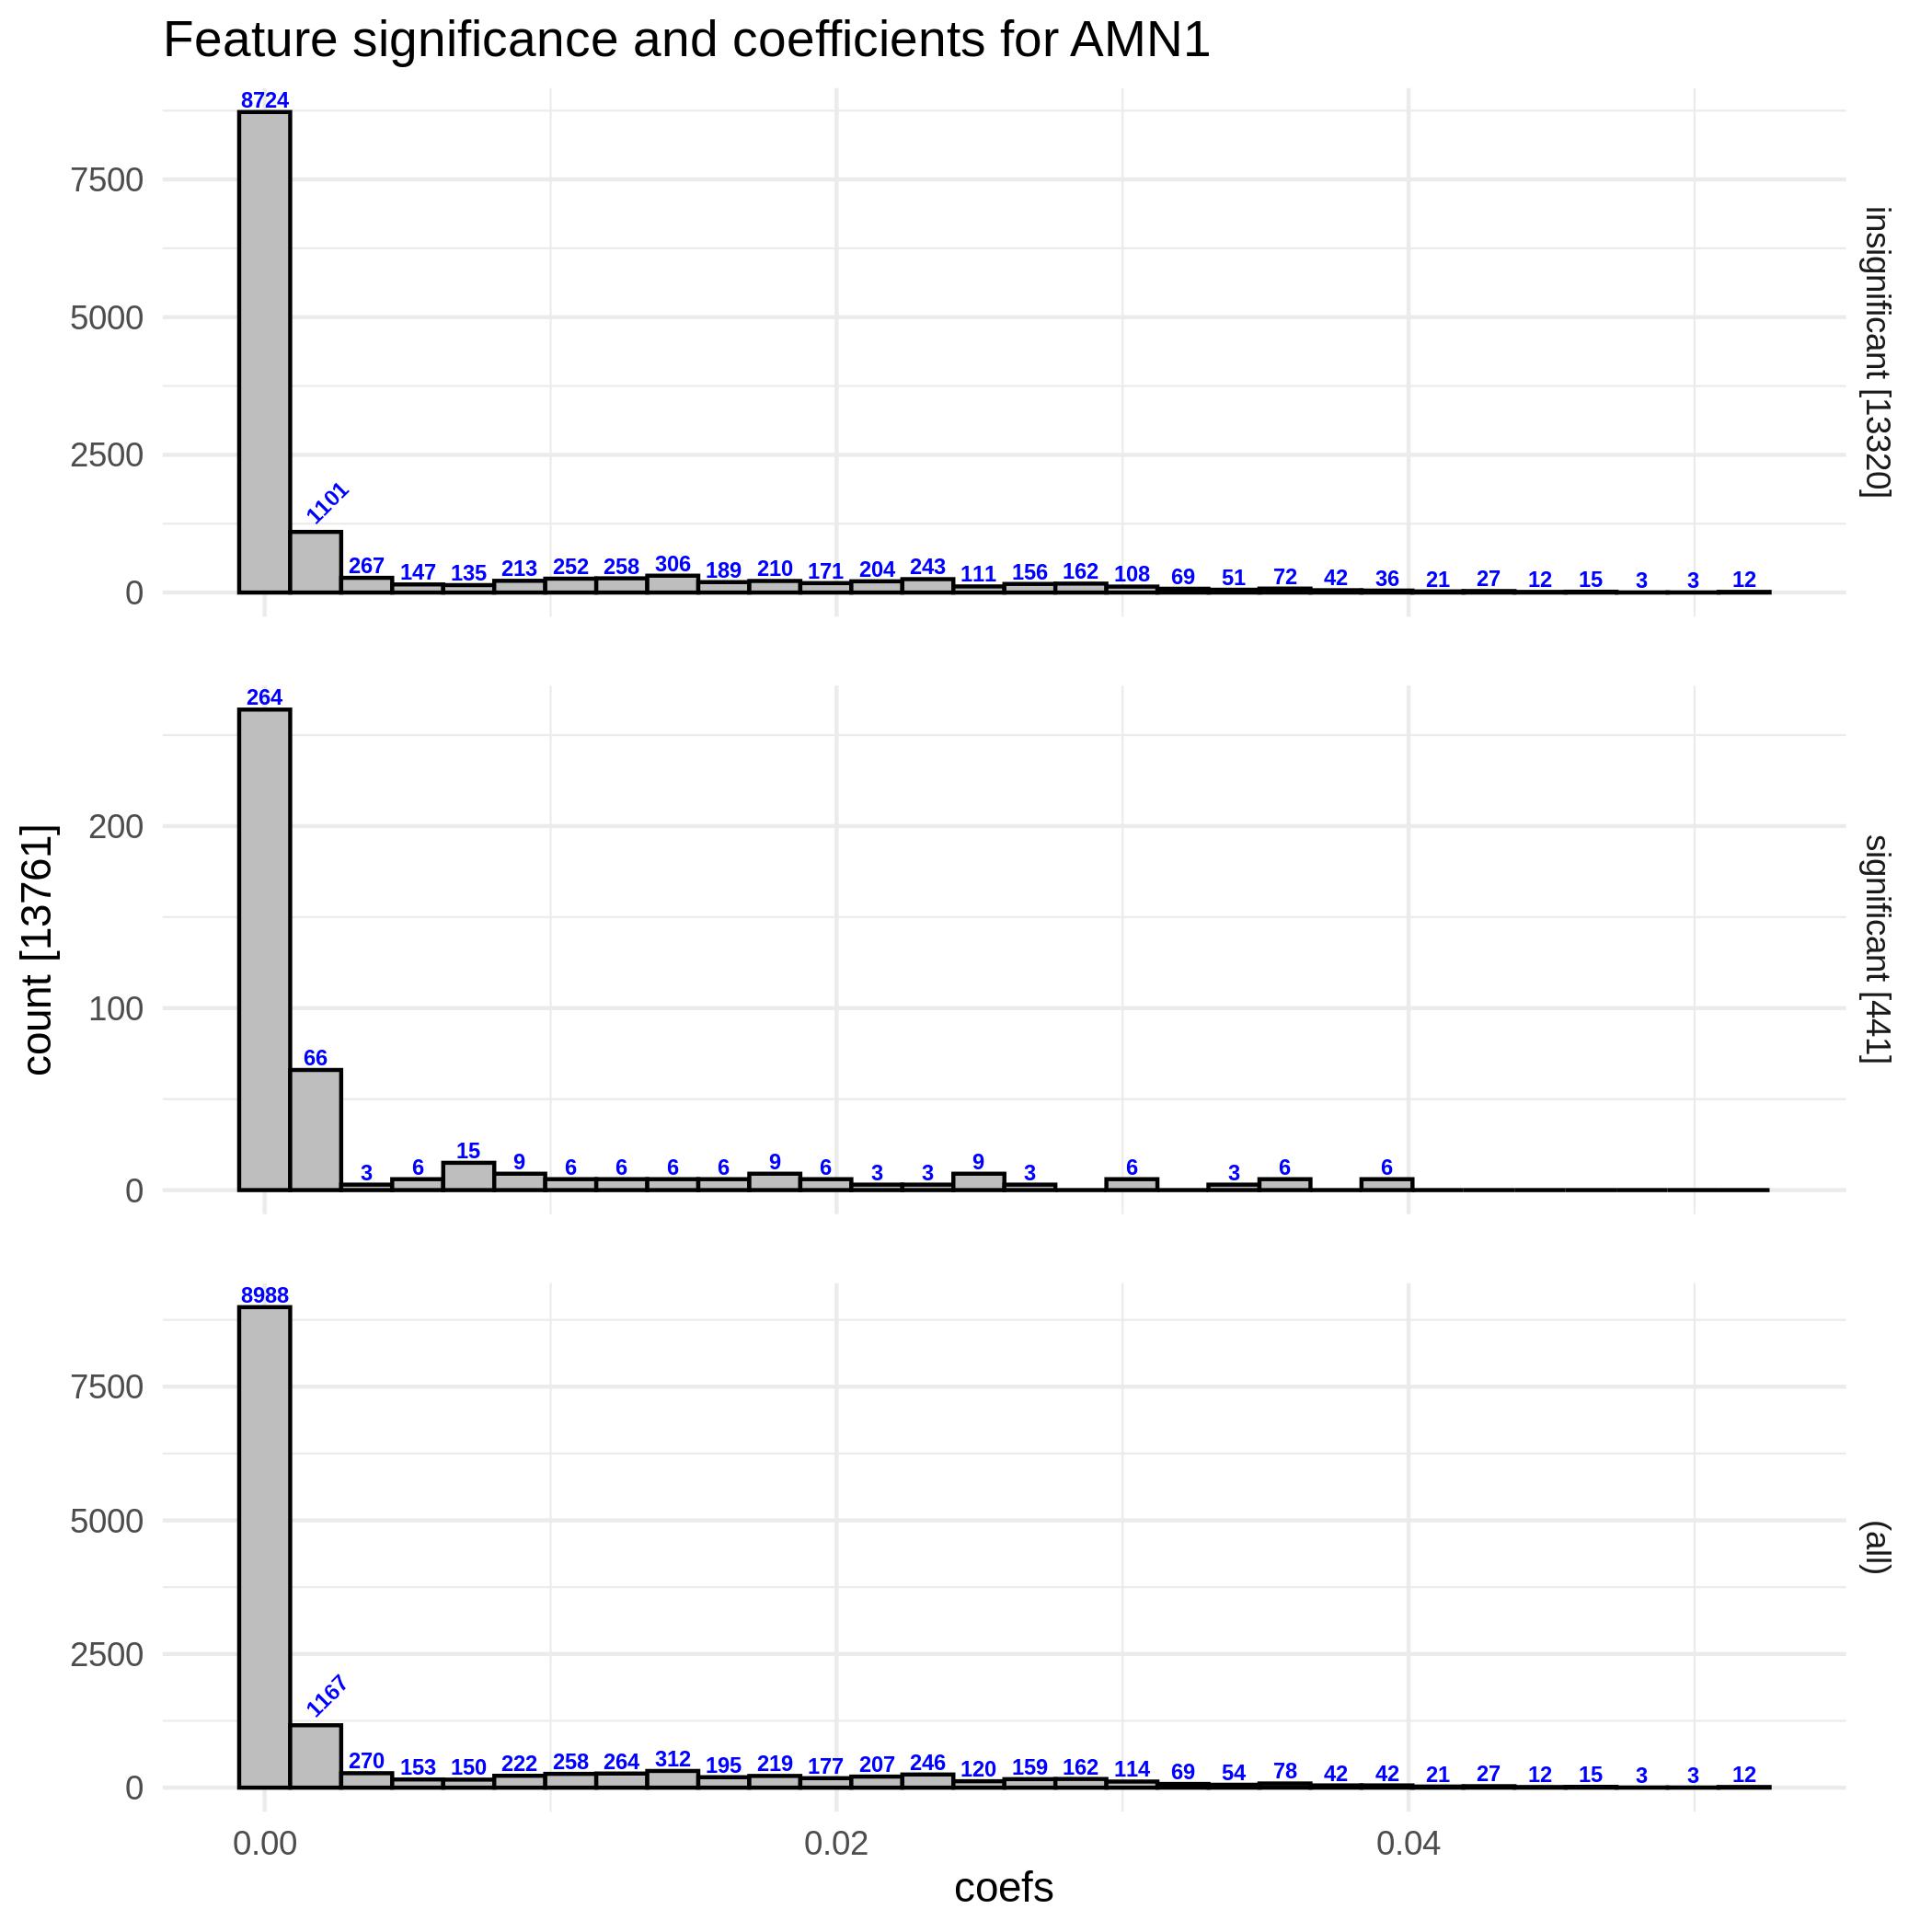 Feature significance and coefficients for AMN1
8724
7500
5000
2500
0
1101
267 147 135 213 252 258 306 189 210 171 204 243 111 156 162 108 69 51 72 42 36 21 27 12 15 3 3 12
insignificant [13320]
count [13761]
264
200
100
0
66
3 6 15 9 6 6 6 6 9 6 3 3 9 3 6 3 6 6
significant [441]
8988
7500
5000
2500
0
1167
270 153 150 222 258 264 312 195 219 177 207 246 120 159 162 114 69 54 78 42 42 21 27 12 15 3 3 12
(all)
0.00 0.02 0.04
coefs